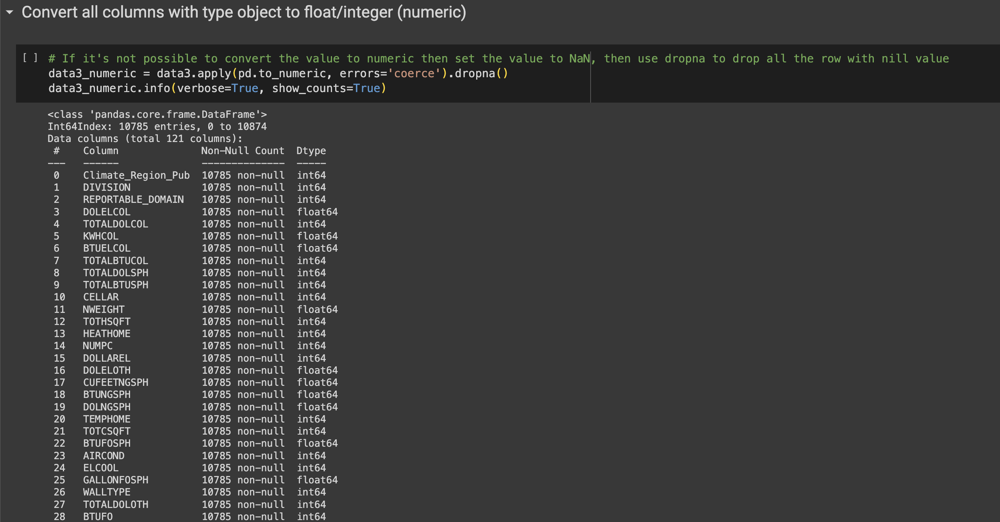 Convert all columns with type object to float/integer (numeric)
[ ] # If it's not possible to convert the value to numeric then set the value to NaN, then use dropna to drop all the row with nill value
data3_numeric = data3.apply(pd.to_numeric, errors='coerce').dropna()
data3_numeric.info(verbose=True, show_counts=True)
<class 'pandas.core.frame.DataFrame'>
Int64Index: 10785 entries, 0 to 10874
Data columns (total 121 columns):
 #   Column             Non-Null Count  Dtype
---  ------             --------------  -----
 0   Climate_Region_Pub  10785 non-null  int64
 1   DIVISION            10785 non-null  int64
 2   REPORTABLE_DOMAIN   10785 non-null  int64
 3   DOLELCOL            10785 non-null  float64
 4   TOTALDOLCOL         10785 non-null  int64
 5   KWHCOL              10785 non-null  float64
 6   BTUELCOL            10785 non-null  float64
 7   TOTALBTUCOL         10785 non-null  int64
 8   TOTALDOLSPH         10785 non-null  int64
 9   TOTALBTUSPH         10785 non-null  int64
 10  CELLAR              10785 non-null  int64
 11  NWEIGHT             10785 non-null  float64
 12  TOTHSQFT            10785 non-null  int64
 13  HEATHOME            10785 non-null  int64
 14  NUMPC               10785 non-null  int64
 15  DOLLAREL            10785 non-null  int64
 16  DOLELOTH            10785 non-null  float64
 17  CUFEETNGSPH         10785 non-null  float64
 18  BTUNGSPH            10785 non-null  float64
 19  DOLNGSPH            10785 non-null  float64
 20  TEMPHOME            10785 non-null  int64
 21  TOTCSQFT            10785 non-null  int64
 22  BTUFOSPH            10785 non-null  float64
 23  AIRCOND             10785 non-null  int64
 24  ELCOOL              10785 non-null  int64
 25  GALLONFOSPH         10785 non-null  float64
 26  WALLTYPE            10785 non-null  int64
 27  TOTALDOLOTH         10785 non-null  int64
 28  BTUFO               10785 non-null  int64